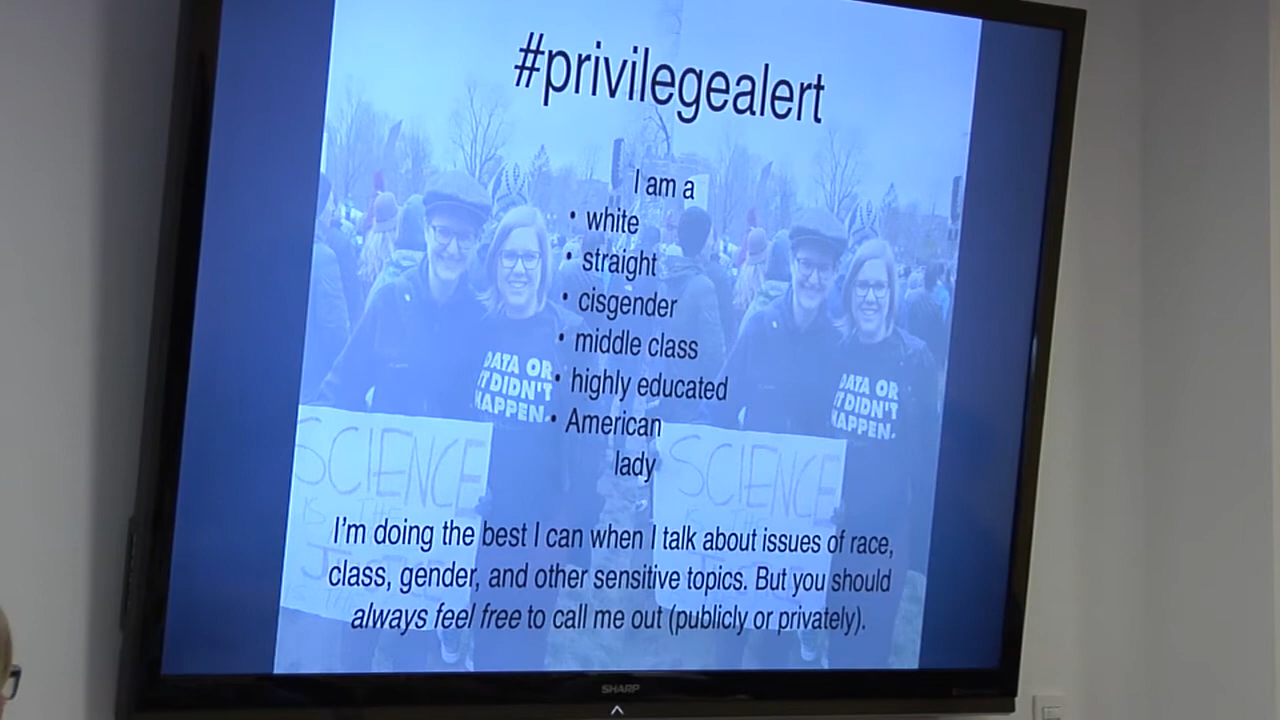 #privilegealert
I am a
• white
• straight
• cisgender
• middle class
• highly educated
• American
lady
DATA OR
IT DIDN'T
HAPPEN.
DATA OR
IT DIDN'T
HAPPEN.
SCIENCE
IS THE
SCIENCE
I'm doing the best I can when I talk about issues of race,
class, gender, and other sensitive topics. But you should
always feel free to call me out (publicly or privately).
SHARP